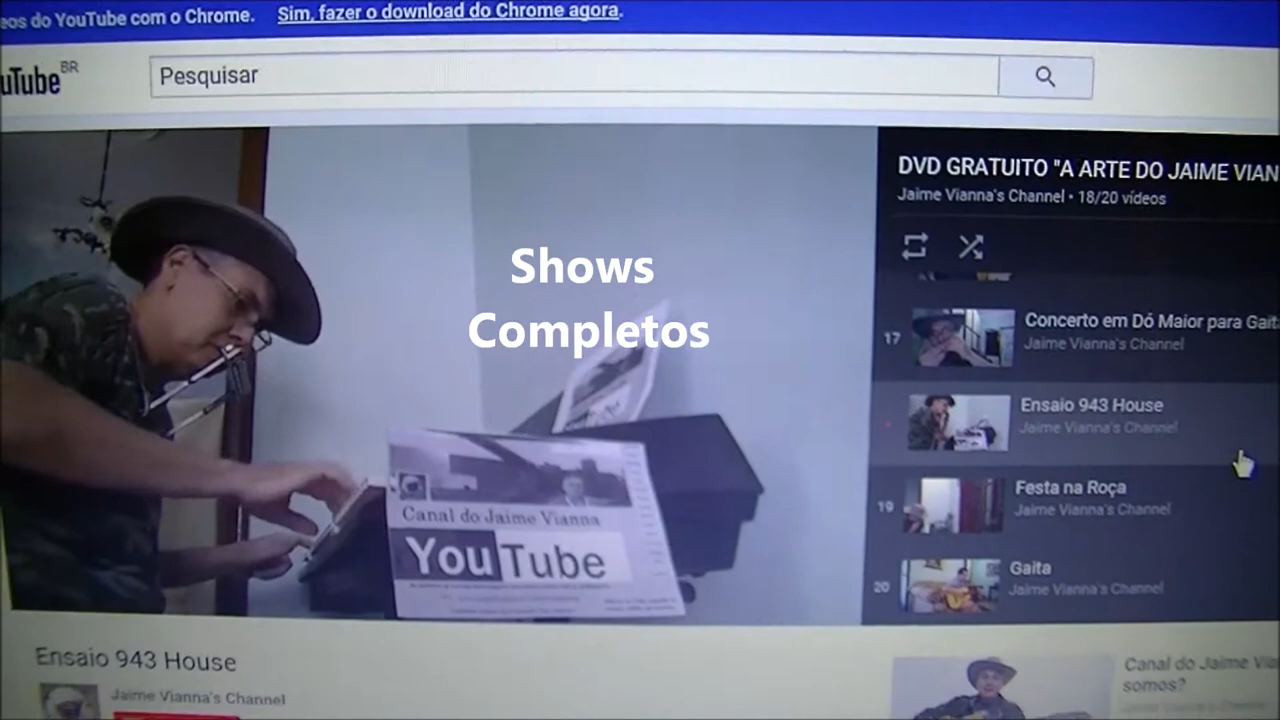 eos do YouTube com o Chrome. Sim, fazer o download do Chrome agora.
uTube BR
Pesquisar
DVD GRATUITO "A ARTE DO JAIME VIAN
Jaime Vianna's Channel • 18/20 vídeos
Shows
Completos
17
Concerto em Dó Maior para Gait
Jaime Vianna's Channel
Ensaio 943 House
Jaime Vianna's Channel
19
Festa na Roça
Jaime Vianna's Channel
20
Gaita
Jaime Vianna's Channel
Canal do Jaime Vianna
YouTube
Ensaio 943 House
Jaime Vianna's Channel
Canal do Jaime Via
somos?